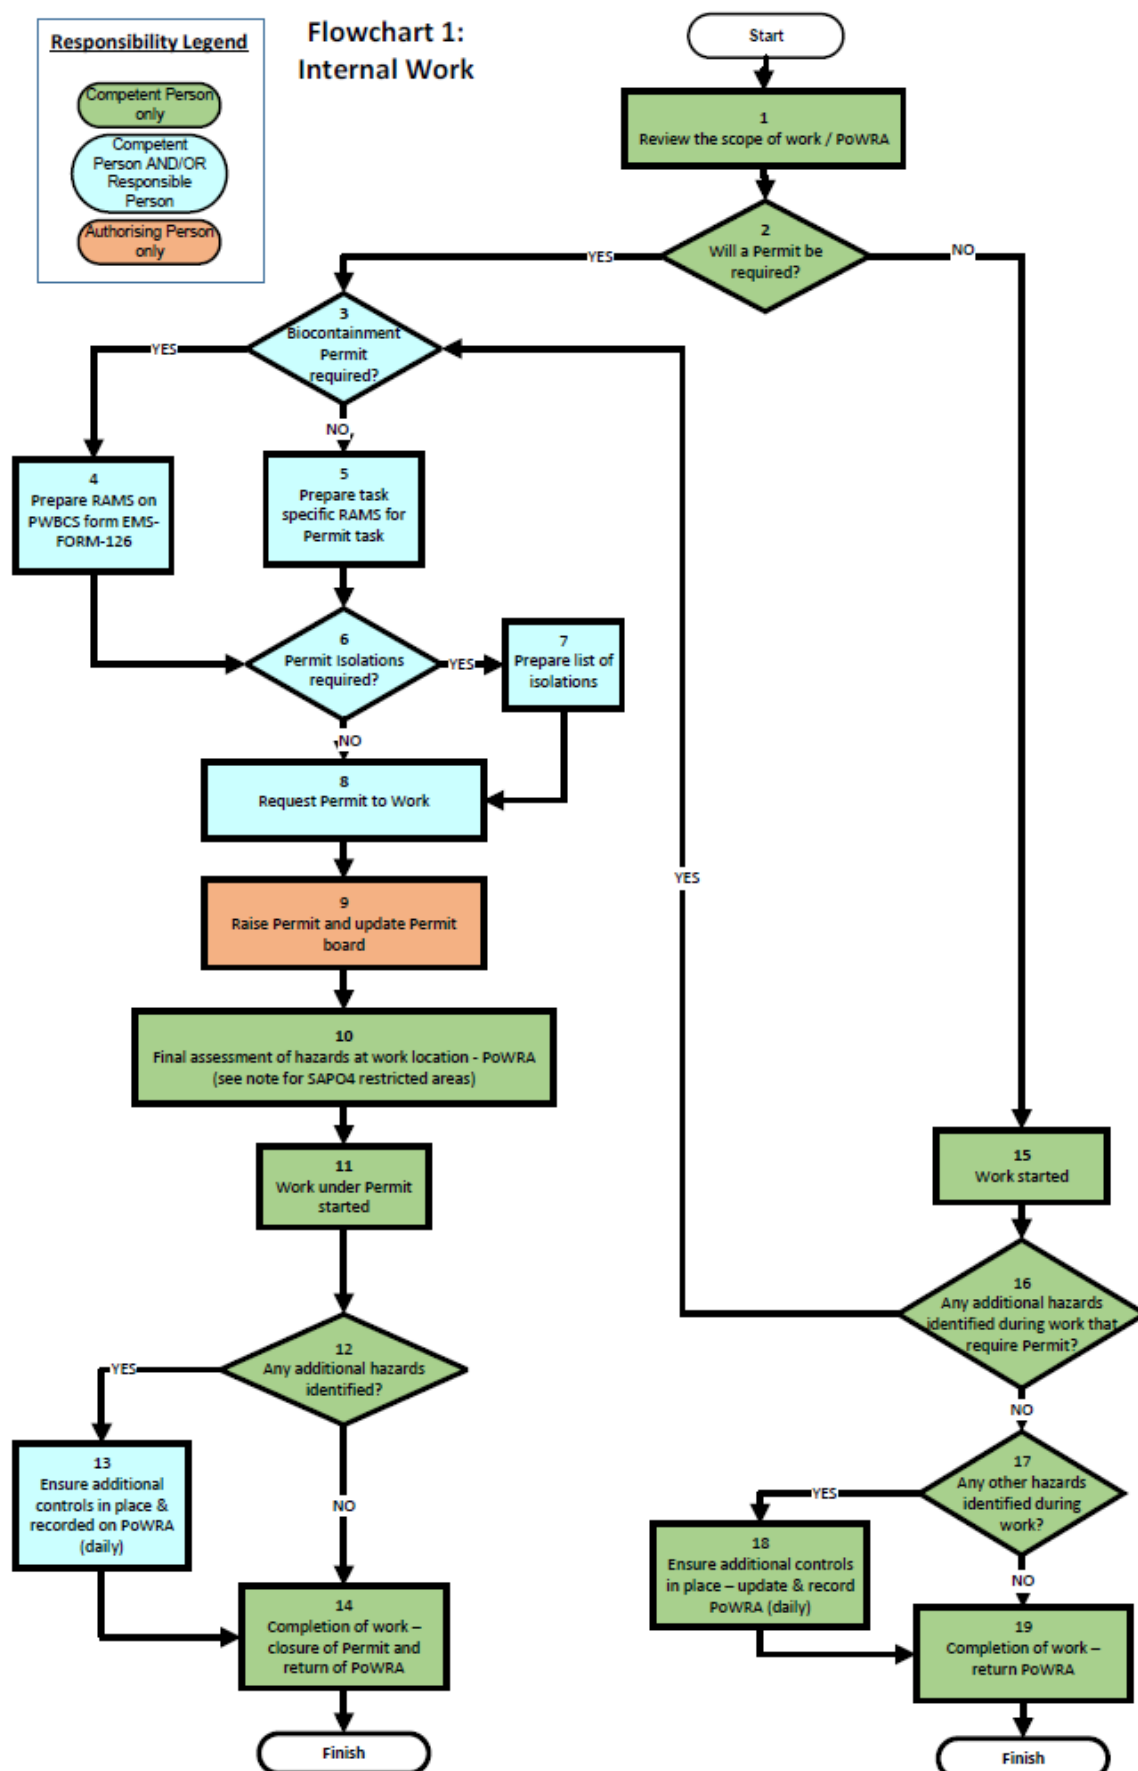 Responsibility Legend
Competent Person
only
Competent
Person AND/OR
Responsible
Person
Authorising Person
only
Flowchart 1:
Internal Work
Start
1
Review the scope of work / PoWRA
2
Will a Permit be
required?
YES
NO
3
Biocontainment
Permit
required?
YES
NO
4
Prepare RAMS on
PWBCS form EMS-
FORM-126
5
Prepare task
specific RAMS for
Permit task
6
Permit Isolations
required?
YES
7
Prepare list of
isolations
NO
8
Request Permit to Work
9
Raise Permit and update Permit
board
YES
10
Final assessment of hazards at work location - PoWRA
(see note for SAPO4 restricted areas)
11
Work under Permit
started
15
Work started
16
Any additional hazards
identified during work that
require Permit?
12
Any additional hazards
identified?
YES
NO
NO
13
Ensure additional
controls in place &
recorded on PoWRA
(daily)
17
Any other hazards
identified during
work?
YES
NO
18
Ensure additional controls
in place – update & record
PoWRA (daily)
14
Completion of work –
closure of Permit and
return of PoWRA
19
Completion of work –
return PoWRA
Finish
Finish